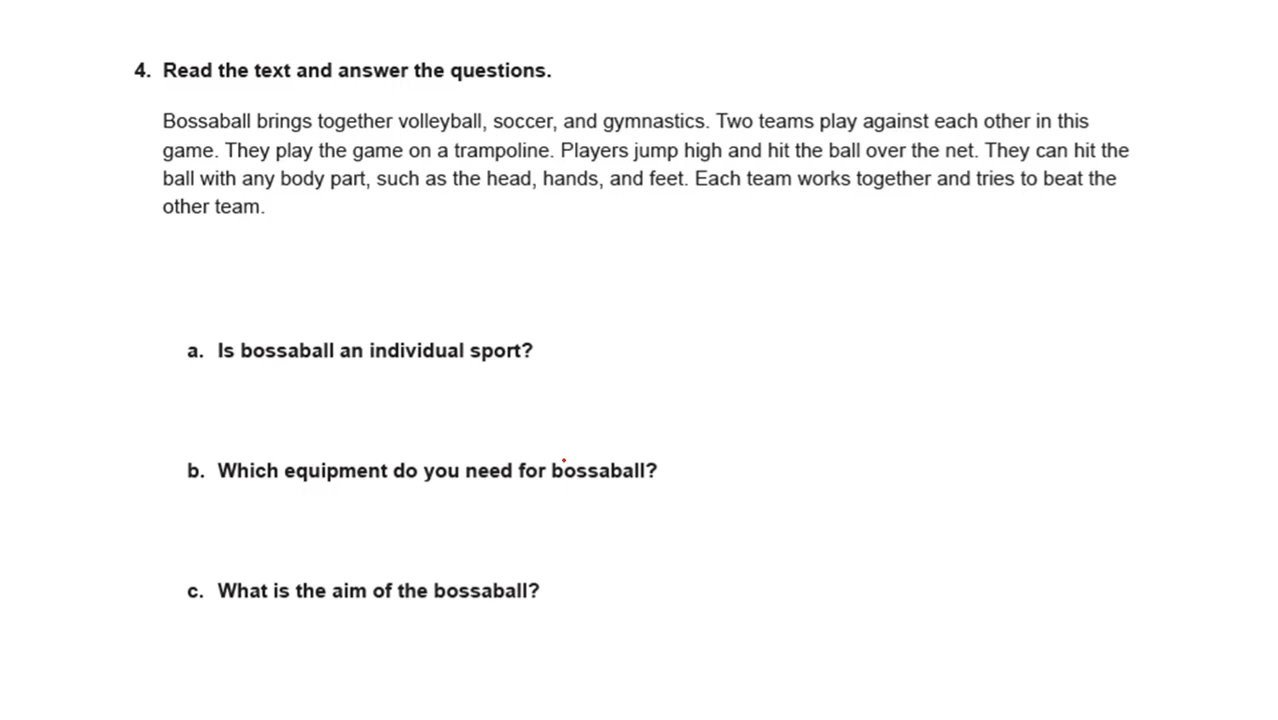 4. Read the text and answer the questions.
Bossaball brings together volleyball, soccer, and gymnastics. Two teams play against each other in this
game. They play the game on a trampoline. Players jump high and hit the ball over the net. They can hit the
ball with any body part, such as the head, hands, and feet. Each team works together and tries to beat the
other team.
a. Is bossaball an individual sport?
b. Which equipment do you need for bossaball?
c. What is the aim of the bossaball?